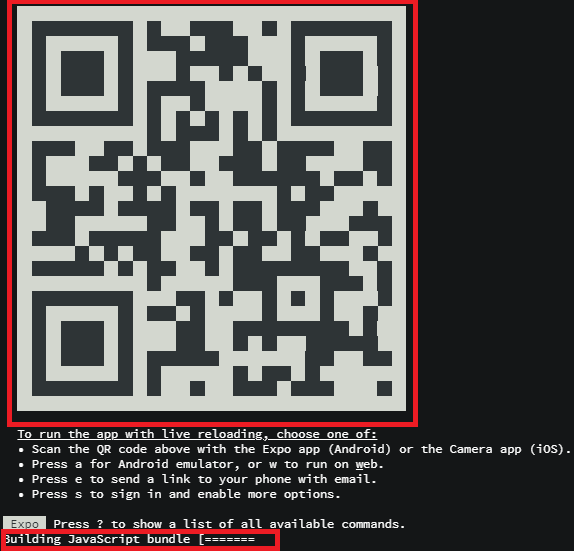 To run the app with live reloading, choose one of:
• Scan the QR code above with the Expo app (Android) or the Camera app (iOS).
• Press a for Android emulator, or w to run on web.
• Press e to send a link to your phone with email.
• Press s to sign in and enable more options.
Expo Press ? to show a list of all available commands.
Building JavaScript bundle [=======